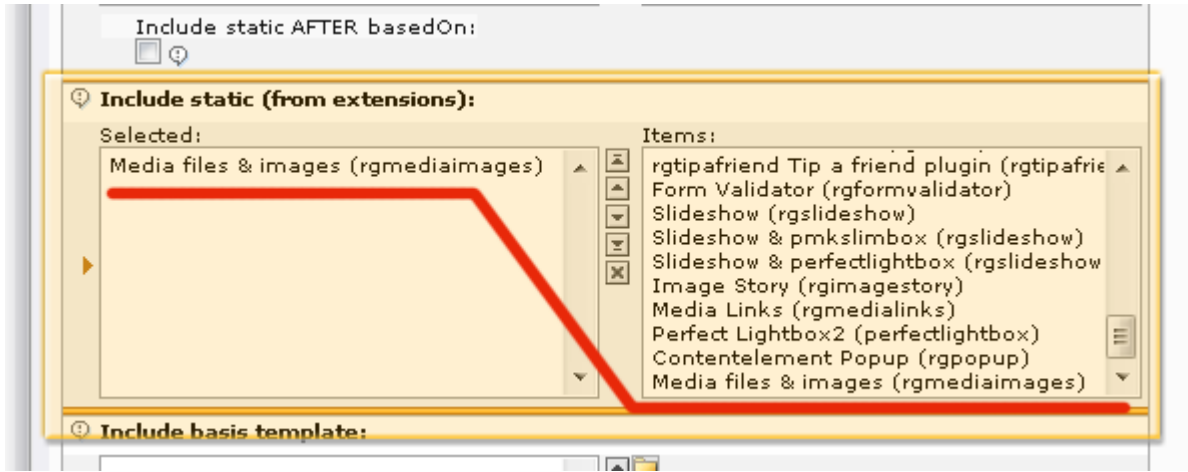 Include static AFTER basedOn:
Include static (from extensions):
Selected:
Media files & images (rgmediaimages)
Items:
rgtipafriend Tip a friend plugin (rgtipafrie
Form Validator (rgformvalidator)
Slideshow (rgslideshow)
Slideshow & pmkslimbox (rgslideshow)
Slideshow & perfectlightbox (rgslideshow
Image Story (rgimagestory)
Media Links (rgmedialinks)
Perfect Lightbox2 (perfectlightbox)
Contentelement Popup (rgpopup)
Media files & images (rgmediaimages)
Include basis template: